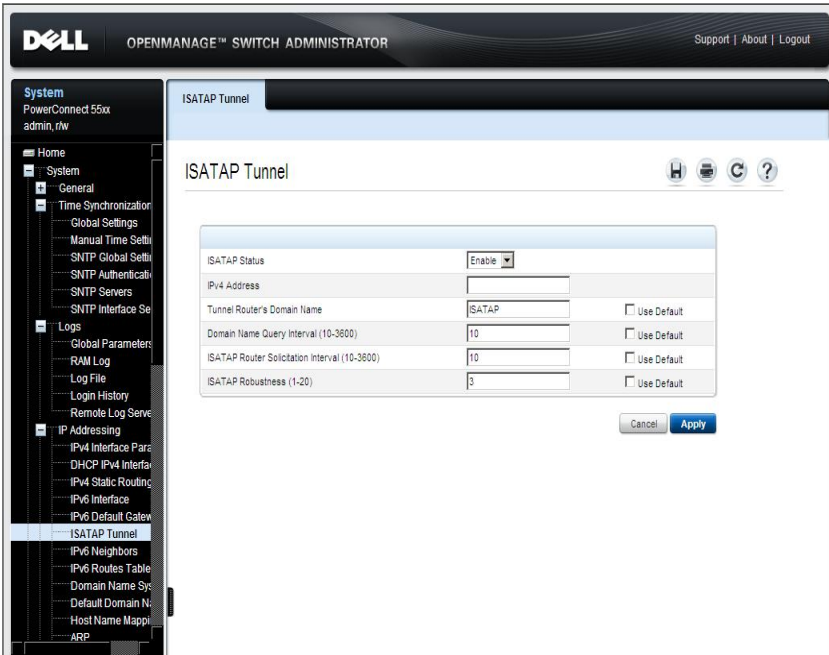 DELL OPENMANAGE™ SWITCH ADMINISTRATOR Support | About | Logout
System
PowerConnect 55xx
admin, r/w
Home
System
General
Time Synchronization
Global Settings
Manual Time Settin
SNTP Global Settin
SNTP Authenticatio
SNTP Servers
SNTP Interface Se
Logs
Global Parameters
RAM Log
Log File
Login History
Remote Log Serve
IP Addressing
IPv4 Interface Para
DHCP IPv4 Interfac
IPv4 Static Routing
IPv6 Interface
IPv6 Default Gatew
ISATAP Tunnel
IPv6 Neighbors
IPv6 Routes Table
Domain Name Sys
Default Domain Na
Host Name Mappi
ARP
ISATAP Tunnel
ISATAP Tunnel
ISATAP Status Enable
IPv4 Address
Tunnel Router's Domain Name ISATAP Use Default
Domain Name Query Interval (10-3600) 10 Use Default
ISATAP Router Solicitation Interval (10-3600) 10 Use Default
ISATAP Robustness (1-20) 3 Use Default
Cancel Apply